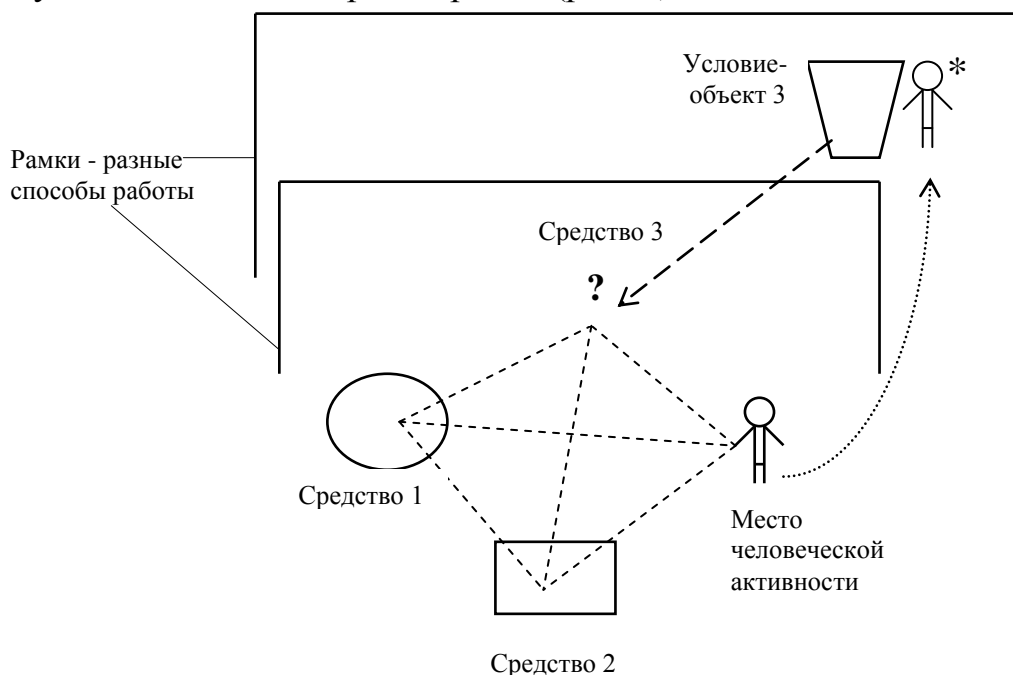 Условие-
объект 3
*
Рамки - разные
способы работы
Средство 3
?
Средство 1
Место
человеческой
активности
Средство 2